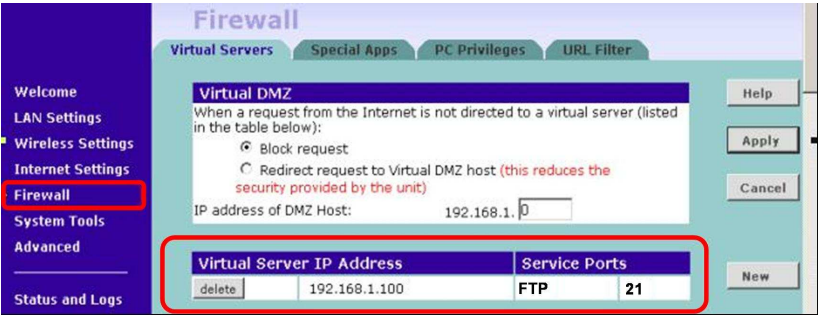 Firewall
Virtual Servers Special Apps PC Privileges URL Filter
Welcome
LAN Settings
Wireless Settings
Internet Settings
Firewall
System Tools
Advanced
Status and Logs
Virtual DMZ
When a request from the Internet is not directed to a virtual server (listed
in the table below):
Block request
Redirect request to Virtual DMZ host (this reduces the
security provided by the unit)
IP address of DMZ Host: 192.168.1. 0
Virtual Server IP Address Service Ports
delete 192.168.1.100 FTP 21
Help
Apply
Cancel
New